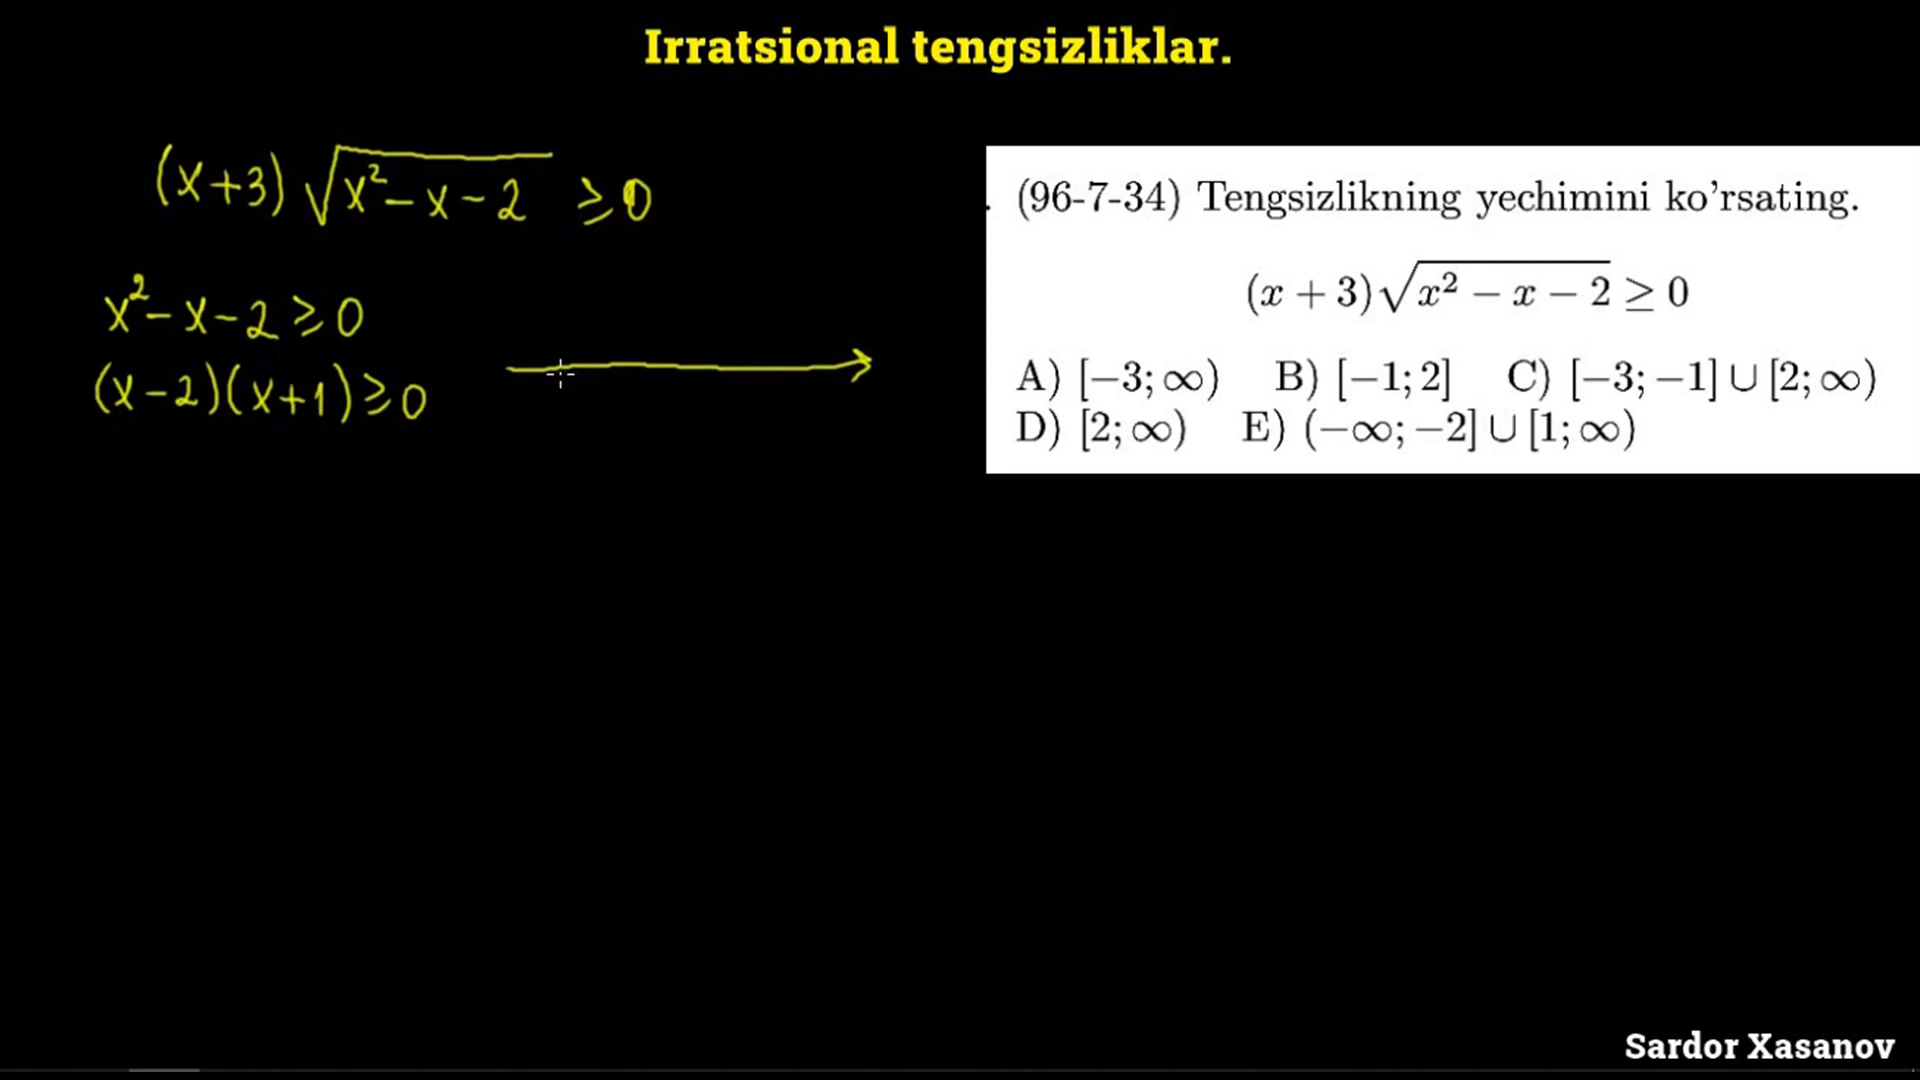 Irratsional tengsizliklar.
(x+3) √(x² - x - 2) ≥ 0
x² - x - 2 ≥ 0
(x - 2)(x + 1) ≥ 0
. (96-7-34) Tengsizlikning yechimini ko’rsating.
(x + 3)√(x² − x − 2) ≥ 0
A) [−3; ∞) B) [−1; 2] C) [−3; −1] ∪ [2; ∞)
D) [2; ∞) E) (−∞; −2] ∪ [1; ∞)
Sardor Xasanov